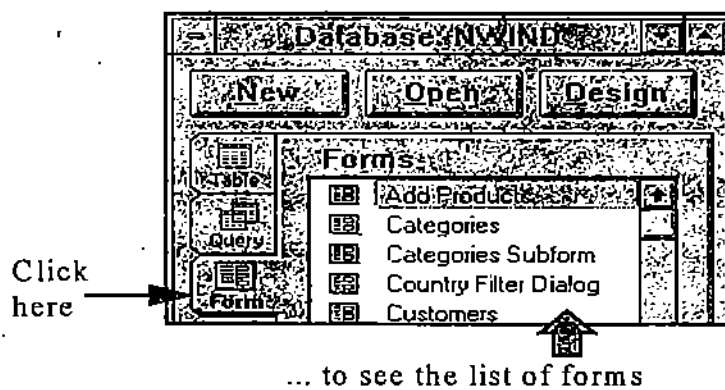 Database: NWIND
New Open Design
Forms:
Table
Add Products
Categories
Query
Categories Subform
Click
here
Country Filter Dialog
Form
Customers
... to see the list of forms